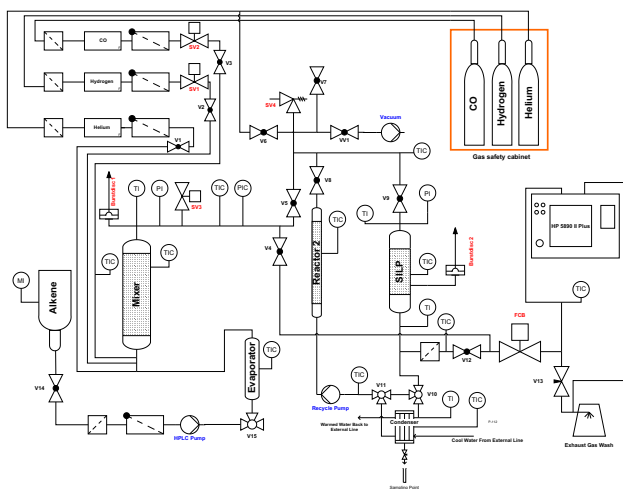 CO
SV2
V3
Hydrogen
SV1
V2
Helium
V1
V7
SV4
V6
VV1
Vacuum
CO
Hydrogen
Helium
Gas safety cabinet
TIC
Burstdisc 1
TI
PI
SV3
TIC
PIC
V5
V8
V9
TI
PI
HP 5890 II Plus
MI
Alkene
TIC
Mixer
TIC
V4
Reactor 2
TIC
SILP
TIC
Burstdisc 2
TI
TIC
FCB
TIC
V12
V13
V14
Evaporator
TIC
HPLC Pump
V15
TIC
Recycle Pump
V11
V10
TI
TIC
Warmed Water Back to
External Line
Condenser
Cool Water From External Line
Sampling Point
Exhaust Gas Wash